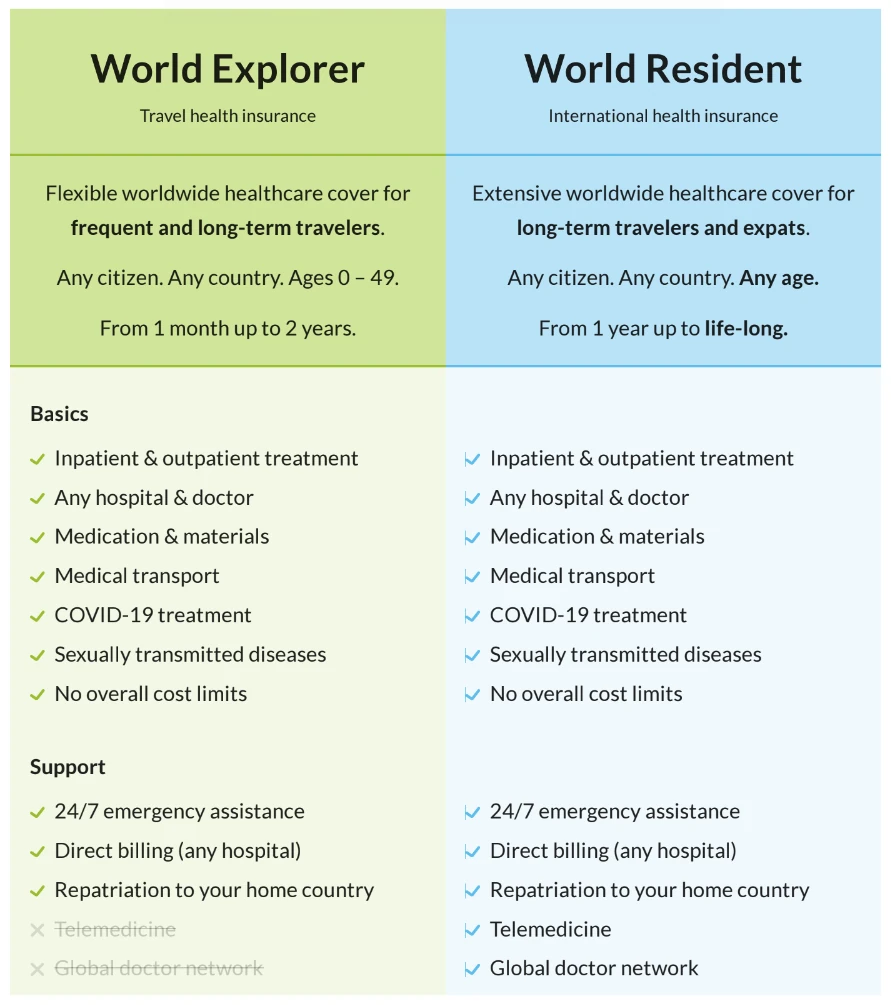 World Explorer
Travel health insurance
Flexible worldwide healthcare cover for
frequent and long-term travelers.
Any citizen. Any country. Ages 0 – 49.
From 1 month up to 2 years.
World Resident
International health insurance
Extensive worldwide healthcare cover for
long-term travelers and expats.
Any citizen. Any country. Any age.
From 1 year up to life-long.
Basics
Inpatient & outpatient treatment
Any hospital & doctor
Medication & materials
Medical transport
COVID-19 treatment
Sexually transmitted diseases
No overall cost limits
Support
24/7 emergency assistance
Direct billing (any hospital)
Repatriation to your home country
Telemedicine
Global doctor network
Inpatient & outpatient treatment
Any hospital & doctor
Medication & materials
Medical transport
COVID-19 treatment
Sexually transmitted diseases
No overall cost limits
24/7 emergency assistance
Direct billing (any hospital)
Repatriation to your home country
Telemedicine
Global doctor network